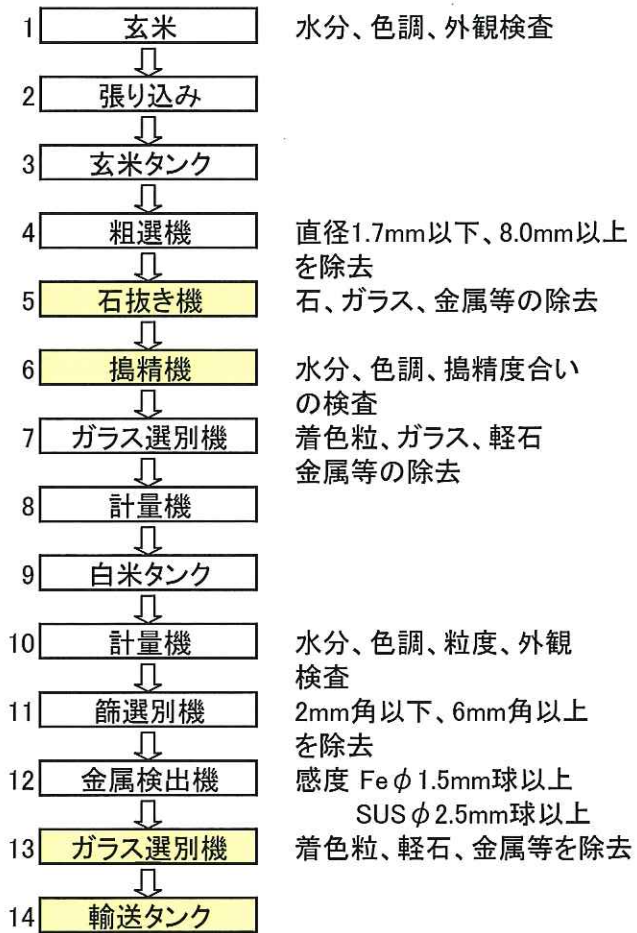 1 玄米 水分、色調、外観検査
2 張り込み
3 玄米タンク
4 粗選機 直径1.7mm以下、8.0mm以上
を除去
5 石抜き機 石、ガラス、金属等の除去
6 搗精機 水分、色調、搗精度合い
の検査
7 ガラス選別機 着色粒、ガラス、軽石
金属等の除去
8 計量機
9 白米タンク
10 計量機 水分、色調、粒度、外観
検査
11 篩選別機 2mm角以下、6mm角以上
を除去
12 金属検出機 感度 Feφ1.5mm球以上
SUSφ2.5mm球以上
13 ガラス選別機 着色粒、軽石、金属等を除去
14 輸送タンク